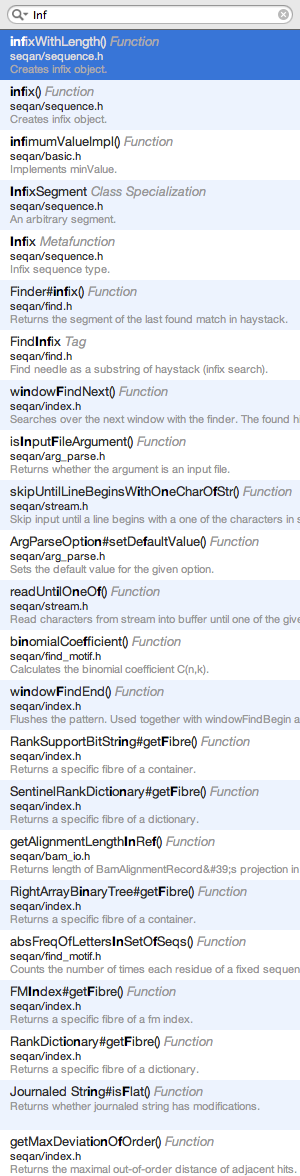 Inf
infixWithLength() Function
seqan/sequence.h
Creates infix object.
infix() Function
seqan/sequence.h
Creates infix object.
infimumValueImpl() Function
seqan/basic.h
Implements minValue.
InfixSegment Class Specialization
seqan/sequence.h
An arbitrary segment.
Infix Metafunction
seqan/sequence.h
Infix sequence type.
Finder#infix() Function
seqan/find.h
Returns the segment of the last found match in haystack.
FindInfix Tag
seqan/find.h
Find needle as a substring of haystack (infix search).
windowFindNext() Function
seqan/index.h
Searches over the next window with the finder. The found h
isInputFileArgument() Function
seqan/arg_parse.h
Returns whether the argument is an input file.
skipUntilLineBeginsWithOneCharOfStr() Function
seqan/stream.h
Skip input until a line begins with a one of the characters in s
ArgParseOption#setDefaultValue() Function
seqan/arg_parse.h
Sets the default value for the given option.
readUntilOneOf() Function
seqan/stream.h
Read characters from stream into buffer until one of the give
binomialCoefficient() Function
seqan/find_motif.h
Calculates the binomial coefficient C(n,k).
windowFindEnd() Function
seqan/index.h
Flushes the pattern. Used together with windowFindBegin a
RankSupportBitString#getFibre() Function
seqan/index.h
Returns a specific fibre of a container.
SentinelRankDictionary#getFibre() Function
seqan/index.h
Returns a specific fibre of a dictionary.
getAlignmentLengthInRef() Function
seqan/bam_io.h
Returns length of BamAlignmentRecord&#39;s projection in
RightArrayBinaryTree#getFibre() Function
seqan/index.h
Returns a specific fibre of a container.
absFreqOfLettersInSetOfSeqs() Function
seqan/find_motif.h
Counts the number of times each residue of a fixed sequen
FMIndex#getFibre() Function
seqan/index.h
Returns a specific fibre of a fm index.
RankDictionary#getFibre() Function
seqan/index.h
Returns a specific fibre of a dictionary.
Journaled String#isFlat() Function
Returns whether journaled string has modifications.
getMaxDeviationOfOrder() Function
seqan/index.h
Returns the maximal out-of-order distance of adjacent hits.